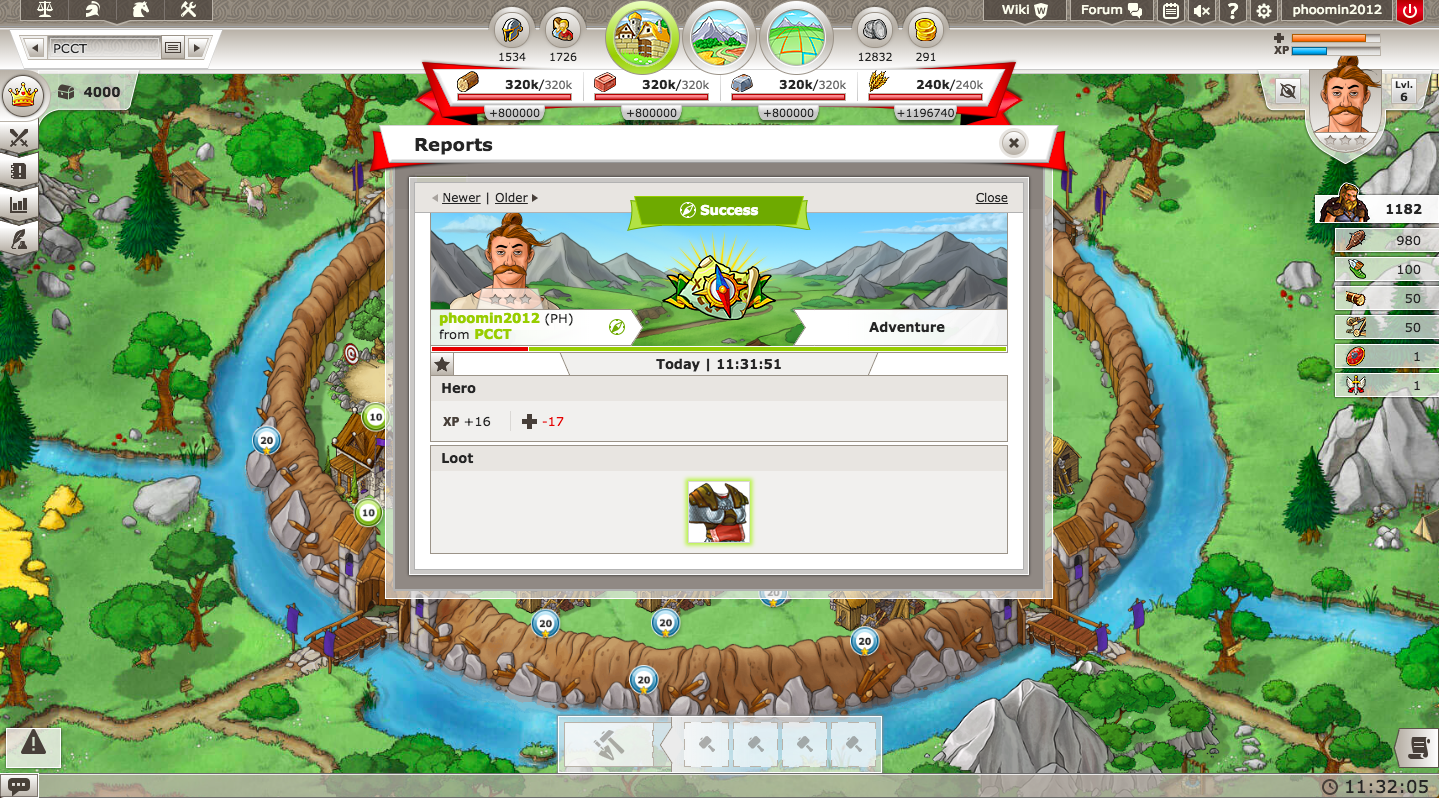 Wiki
Forum
?
phoomin2012
PCCT
1534
1726
12832
291
XP
4000
320k/320k
320k/320k
320k/320k
240k/240k
+800000
+800000
+800000
+1196740
Lvl.
6
Reports
Newer | Older
Success
Close
phoomin2012 (PH)
from PCCT
Adventure
Today | 11:31:51
Hero
XP +16
-17
Loot
1182
980
100
50
50
1
1
20
10
10
20
20
20
20
20
11:32:05